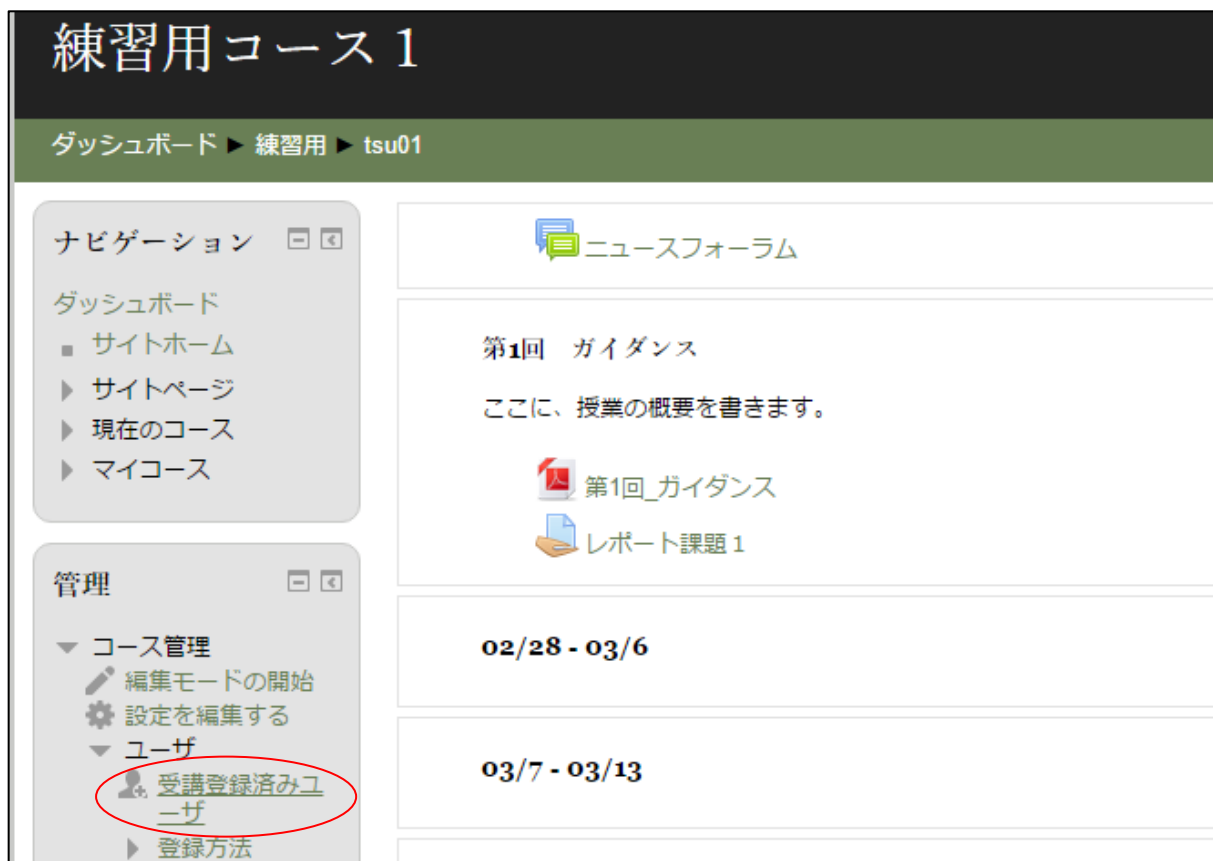 練習用コース１
ダッシュボード ▶ 練習用 ▶ tsu01
ナビゲーション
ダッシュボード
サイトホーム
サイトページ
現在のコース
マイコース
管理
コース管理
編集モードの開始
設定を編集する
ユーザ
受講登録済みユ
ーザ
登録方法
ニュースフォーラム
第1回　ガイダンス
ここに、授業の概要を書きます。
第1回_ガイダンス
レポート課題１
02/28 - 03/6
03/7 - 03/13